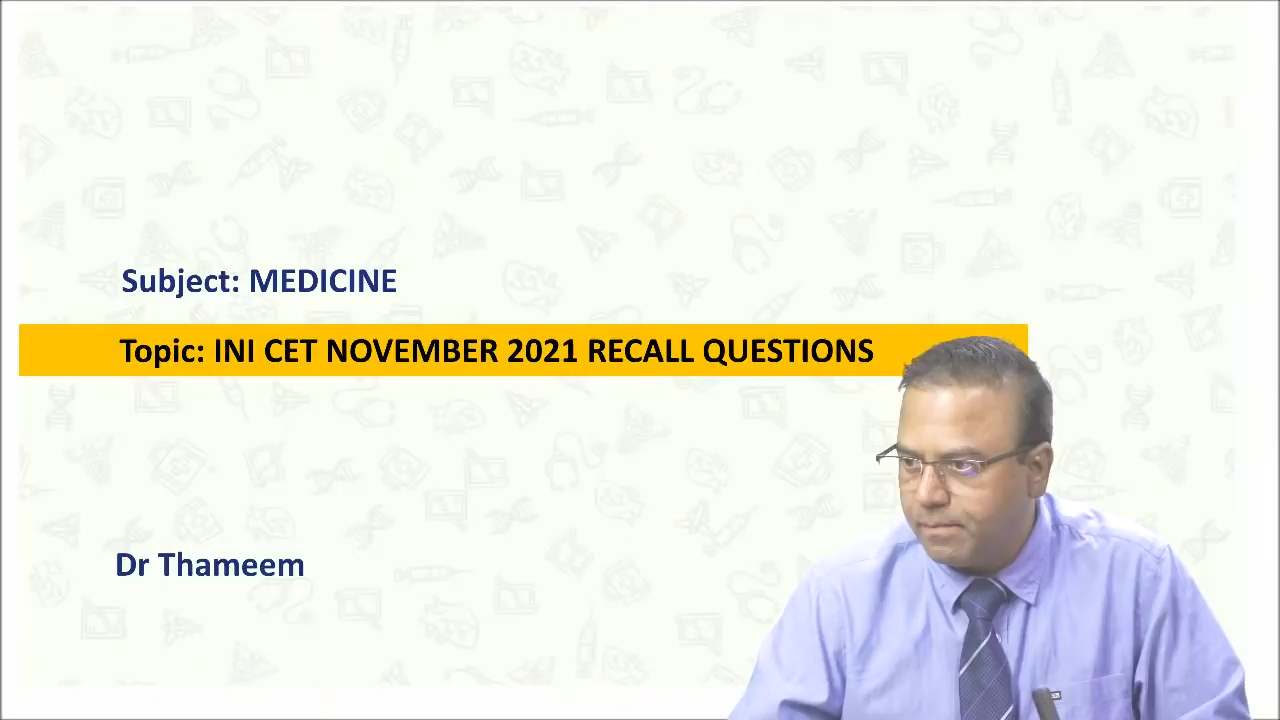 Subject: MEDICINE
Topic: INI CET NOVEMBER 2021 RECALL QUESTIONS
Dr Thameem